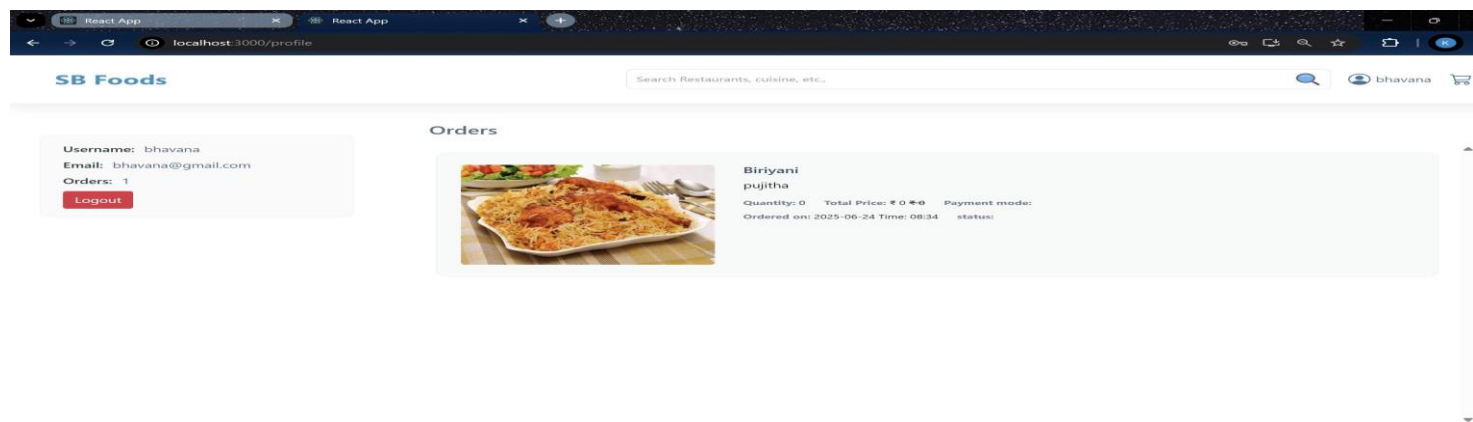 React App
React App
localhost:3000/profile
K
SB Foods
Search Restaurants, cuisine, etc.,
bhavana
Username: bhavana
Email: bhavana@gmail.com
Orders: 1
Logout
Orders
Biriyani
pujitha
Quantity: 0 Total Price: ₹ 0 ₹ 0 Payment mode:
Ordered on: 2025-06-24 Time: 08:34 status: